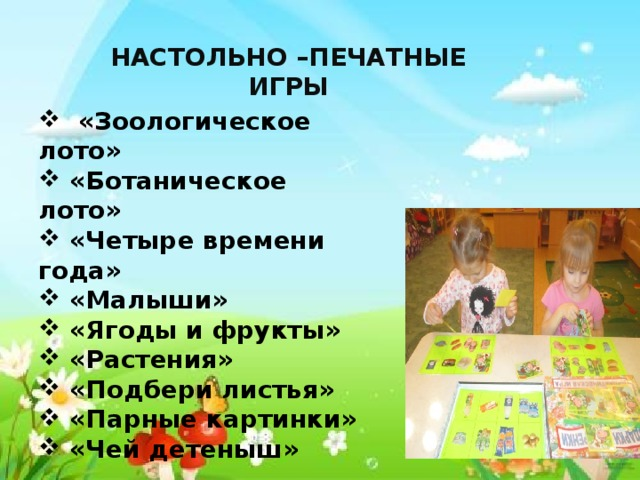 НАСТОЛЬНО –ПЕЧАТНЫЕ
ИГРЫ
❖ «Зоологическое
лото»
❖ «Ботаническое
лото»
❖ «Четыре времени
года»
❖ «Малыши»
❖ «Ягоды и фрукты»
❖ «Растения»
❖ «Подбери листья»
❖ «Парные картинки»
❖ «Чей детеныш»